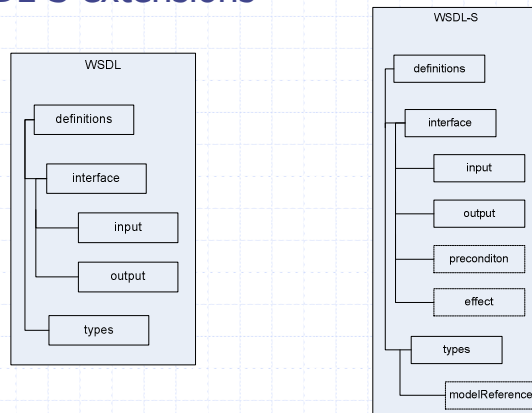 WSDL
definitions
interface
input
output
types
WSDL-S
definitions
interface
input
output
preconditon
effect
types
modelReference